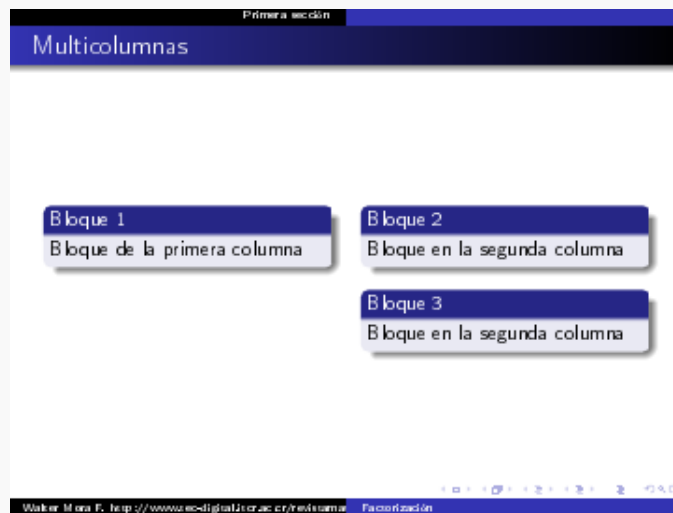 Primera sección
Multicolumnas
Bloque 1
Bloque de la primera columna
Bloque 2
Bloque en la segunda columna
Bloque 3
Bloque en la segunda columna
Walter Mora F. Factorización